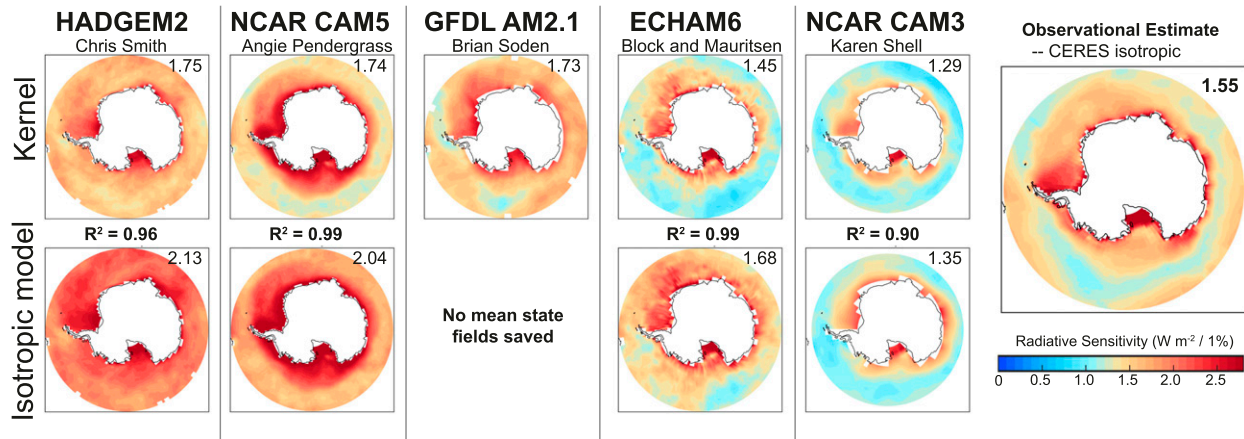 HADGEM2
Chris Smith
NCAR CAM5
Angie Pendergrass
GFDL AM2.1
Brian Soden
ECHAM6
Block and Mauritsen
NCAR CAM3
Karen Shell
Observational Estimate
-- CERES isotropic
Kernel
1.75
1.74
1.73
1.45
1.29
1.55
R² = 0.96
R² = 0.99
R² = 0.99
R² = 0.90
Isotropic model
2.13
2.04
No mean state
fields saved
1.68
1.35
Radiative Sensitivity (W m⁻² / 1%)
0 0.5 1.0 1.5 2.0 2.5